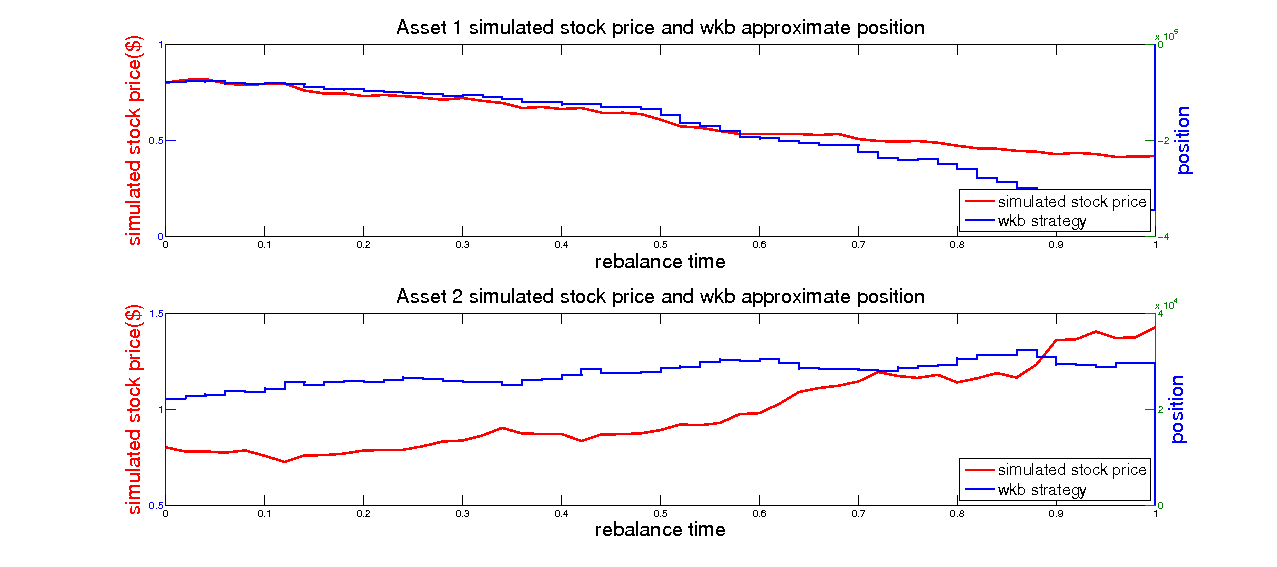 Asset 1 simulated stock price and wkb approximate position
x 10^5
simulated stock price($)
position
1
0.5
0
0
-2
-4
simulated stock price
wkb strategy
0 0.1 0.2 0.3 0.4 0.5 0.6 0.7 0.8 0.9 1
rebalance time
Asset 2 simulated stock price and wkb approximate position
x 10^4
simulated stock price($)
position
1.5
1
0.5
4
2
0
simulated stock price
wkb strategy
0 0.1 0.2 0.3 0.4 0.5 0.6 0.7 0.8 0.9 1
rebalance time